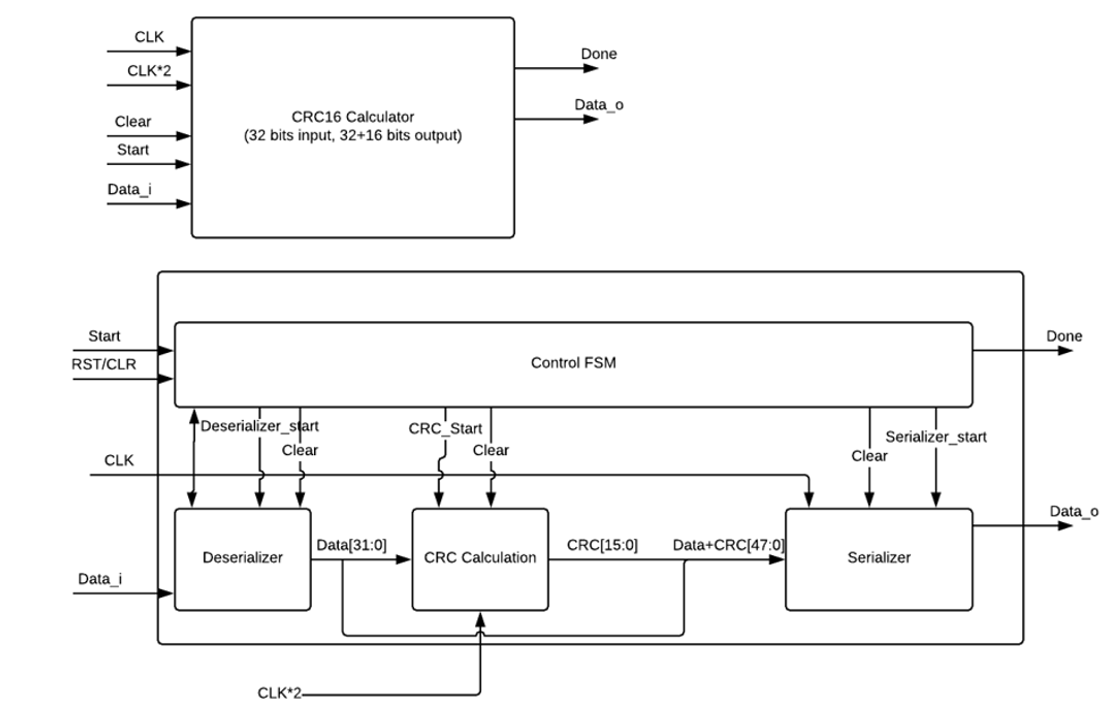 CLK
CLK*2
Clear
Start
Data_i
CRC16 Calculator
(32 bits input, 32+16 bits output)
Done
Data_o
Start
RST/CLR
Control FSM
Done
Deserializer_start
Clear
CRC_Start
Clear
Clear
Serializer_start
CLK
Data_o
Deserializer
Data[31:0]
CRC Calculation
CRC[15:0]
Data+CRC[47:0]
Serializer
Data_i
CLK*2